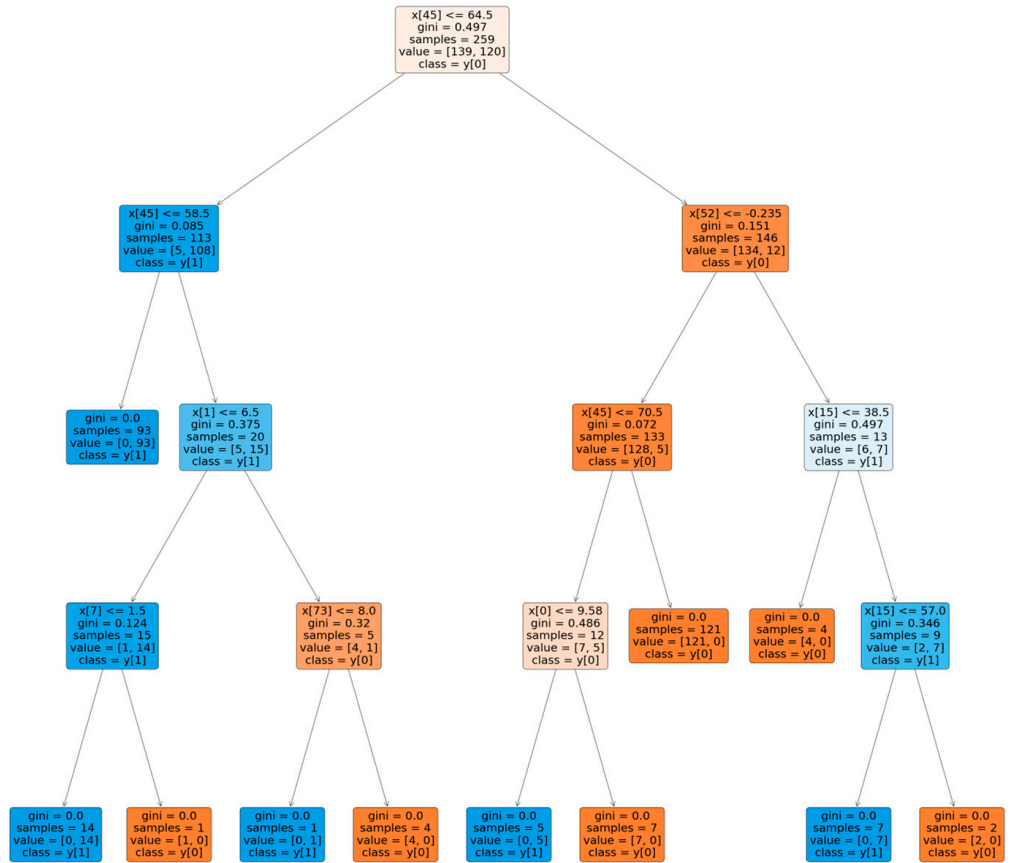 x[45] <= 64.5
gini = 0.497
samples = 259
value = [139, 120]
class = y[0]
x[45] <= 58.5
gini = 0.085
samples = 113
value = [5, 108]
class = y[1]
x[52] <= -0.235
gini = 0.151
samples = 146
value = [134, 12]
class = y[0]
gini = 0.0
samples = 93
value = [0, 93]
class = y[1]
x[1] <= 6.5
gini = 0.375
samples = 20
value = [5, 15]
class = y[1]
x[45] <= 70.5
gini = 0.072
samples = 133
value = [128, 5]
class = y[0]
x[15] <= 38.5
gini = 0.497
samples = 13
value = [6, 7]
class = y[1]
x[7] <= 1.5
gini = 0.124
samples = 15
value = [1, 14]
class = y[1]
x[73] <= 8.0
gini = 0.32
samples = 5
value = [4, 1]
class = y[0]
x[0] <= 9.58
gini = 0.486
samples = 12
value = [7, 5]
class = y[0]
gini = 0.0
samples = 121
value = [121, 0]
class = y[0]
gini = 0.0
samples = 4
value = [4, 0]
class = y[0]
x[15] <= 57.0
gini = 0.346
samples = 9
value = [2, 7]
class = y[1]
gini = 0.0
samples = 14
value = [0, 14]
class = y[1]
gini = 0.0
samples = 1
value = [1, 0]
class = y[0]
gini = 0.0
samples = 1
value = [0, 1]
class = y[1]
gini = 0.0
samples = 4
value = [4, 0]
class = y[0]
gini = 0.0
samples = 5
value = [0, 5]
class = y[1]
gini = 0.0
samples = 7
value = [7, 0]
class = y[0]
gini = 0.0
samples = 7
value = [0, 7]
class = y[1]
gini = 0.0
samples = 2
value = [2, 0]
class = y[0]